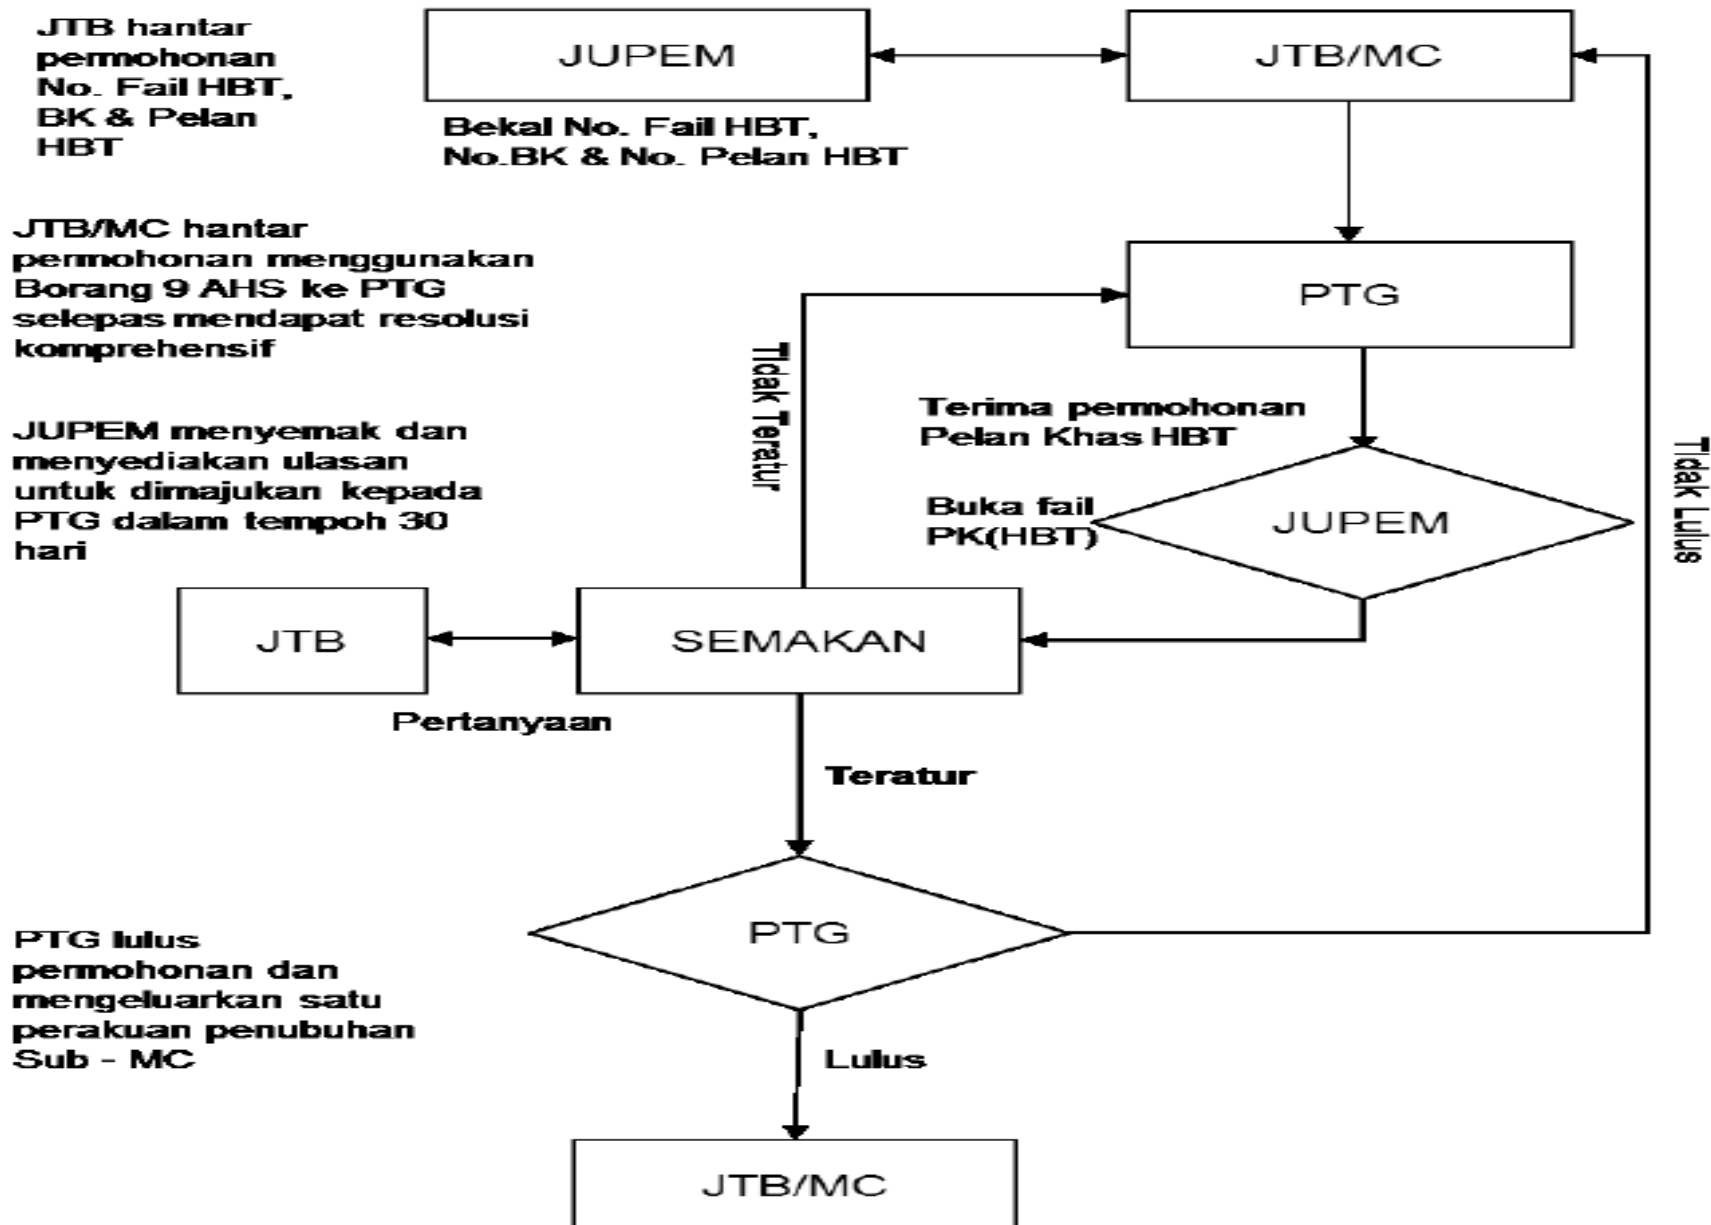 JTB hantar
permohonan
No. Fail HBT,
BK & Pelan
HBT
JUPEM
JTB/MC
Bekal No. Fail HBT,
No.BK & No. Pelan HBT
JTB/MC hantar
permohonan menggunakan
Borang 9 AHS ke PTG
selepas mendapat resolusi
komprehensif
PTG
Tidak Teratur
Terima permohonan
Pelan Khas HBT
JUPEM menyemak dan
menyediakan ulasan
untuk dimajukan kepada
PTG dalam tempoh 30
hari
Buka fail
PK(HBT)
JUPEM
Tidak Lulus
JTB
SEMAKAN
Pertanyaan
Teratur
PTG
PTG lulus
permohonan dan
mengeluarkan satu
perakuan penubuhan
Sub - MC
Lulus
JTB/MC